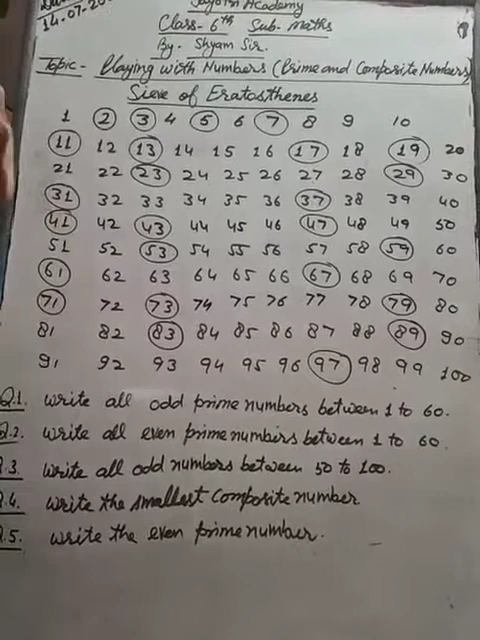 14-07-20
Jayoti Academy
Class- 6th Sub- Maths
By- Shyam Sir.
Topic - Playing with Numbers (Prime and Composite Numbers)
Sieve of Eratosthenes
1 2 3 4 5 6 7 8 9 10
11 12 13 14 15 16 17 18 19 20
21 22 23 24 25 26 27 28 29 30
31 32 33 34 35 36 37 38 39 40
41 42 43 44 45 46 47 48 49 50
51 52 53 54 55 56 57 58 59 60
61 62 63 64 65 66 67 68 69 70
71 72 73 74 75 76 77 78 79 80
81 82 83 84 85 86 87 88 89 90
91 92 93 94 95 96 97 98 99 100
Q.1. write all odd prime numbers between 1 to 60.
Q.2. write all even prime numbers between 1 to 60.
Q.3. write all odd numbers between 50 to 100.
Q.4. write the smallest composite number
Q.5. write the even prime number.